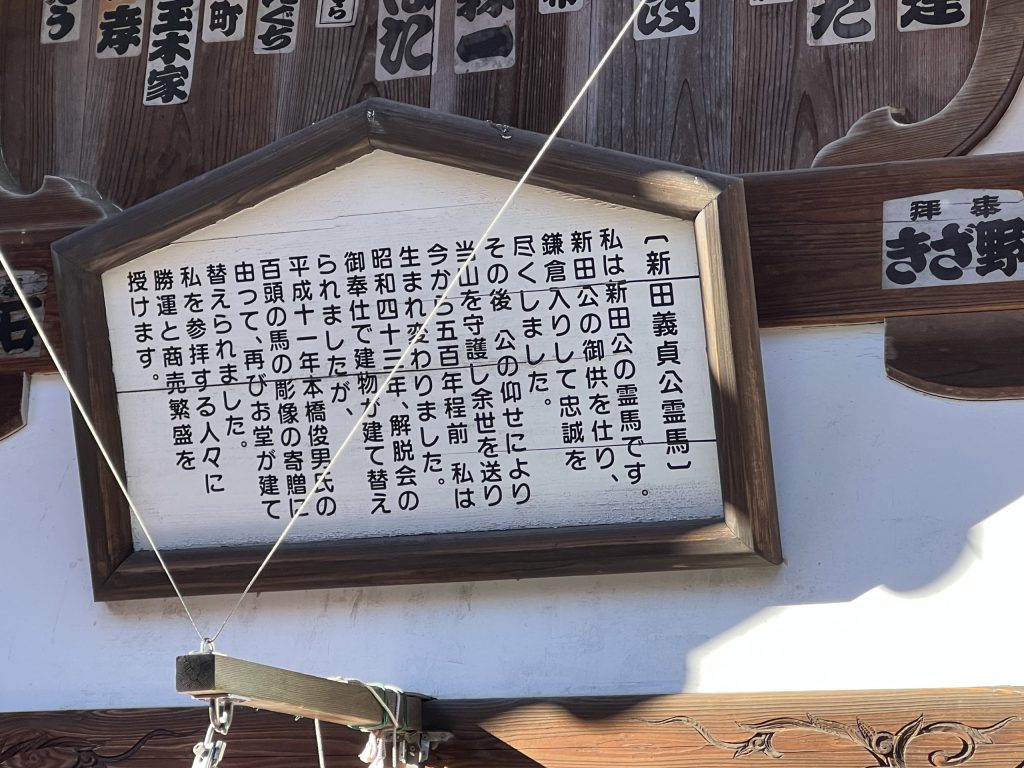 〔新田義貞公霊馬〕
私は新田公の霊馬です。
新田公の御供を仕り、
鎌倉入りして忠誠を
尽くしました。
その後 公の仰せにより
当山を守護し余世を送り
今から五百年程前 私は
生まれ変わりました。
昭和四十三年、解脱会の
御奉仕で建物が建て替え
られましたが、
平成十一年本橋俊男氏の
百頭の馬の彫像の寄贈に
由って、再びお堂が建て
替えられました。
私を参拝する人々に
勝運と商売繁盛を
授けます。
奉拝
野ざき
玉木家
町